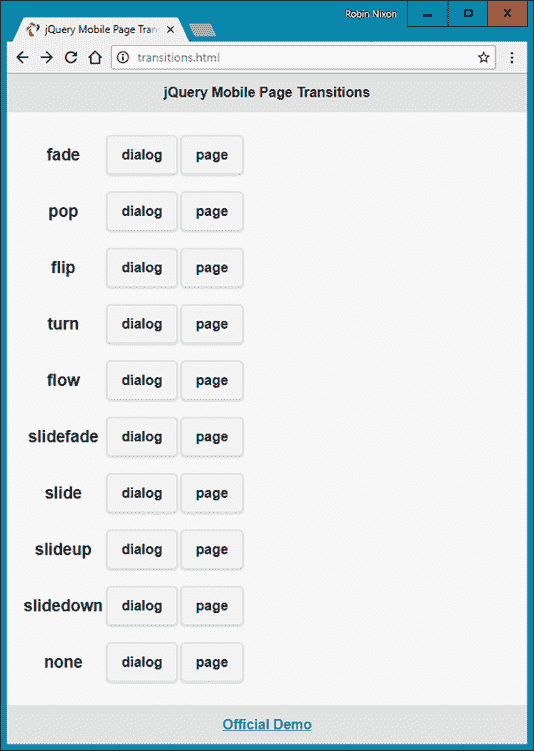 Robin Nixon
jQuery Mobile Page Tran
transitions.html
jQuery Mobile Page Transitions
fade dialog page
pop dialog page
flip dialog page
turn dialog page
flow dialog page
slidefade dialog page
slide dialog page
slideup dialog page
slidedown dialog page
none dialog page
Official Demo